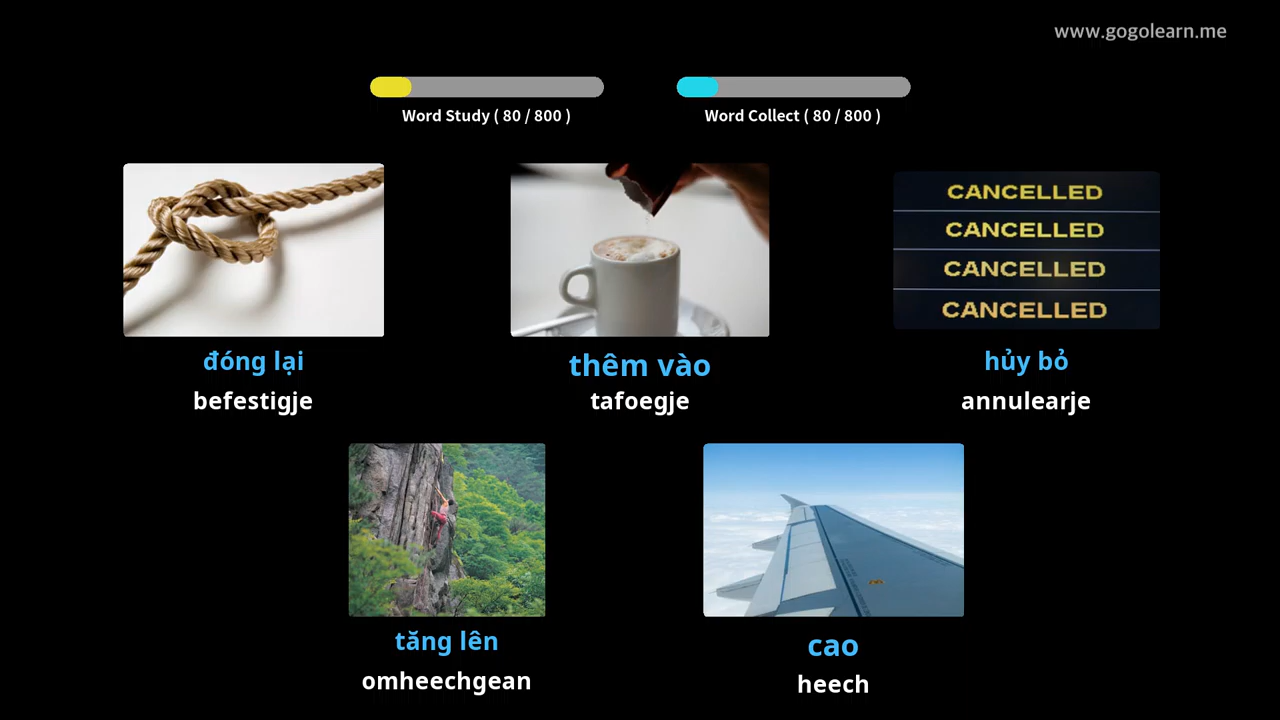 www.gogolearn.me
Word Study ( 80 / 800 )
Word Collect ( 80 / 800 )
CANCELLED
CANCELLED
CANCELLED
CANCELLED
đóng lại
befestigje
thêm vào
tafoegje
hủy bỏ
annulearje
tăng lên
omheechgean
cao
heech